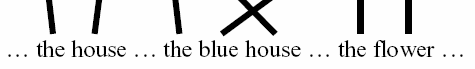 … the house … the blue house … the flower …